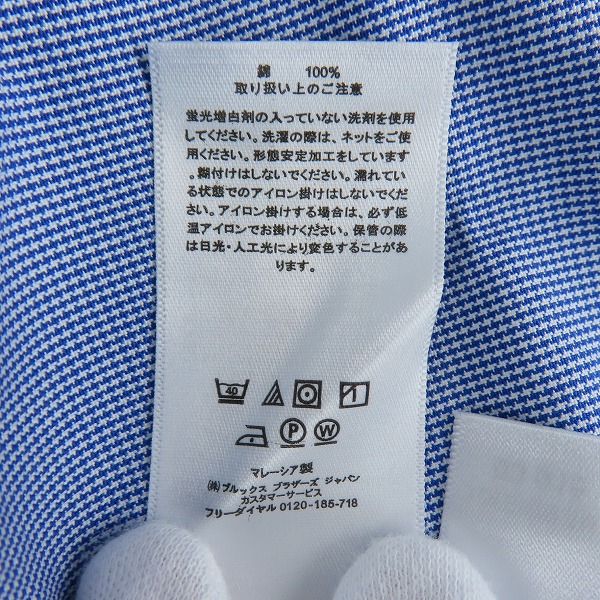 綿 100%
取り扱い上のご注意
蛍光増白剤の入っていない洗剤を使用
してください。洗濯の際は、ネットをご使
用ください。形態安定加工をしています
。糊付けはしないでください。濡れてい
る状態でのアイロン掛けはしないでくだ
さい。アイロン掛けする場合は、必ず低
温アイロンでお掛けください。保管の際
は日光・人工光により変色することがあ
ります。
40
P W
マレーシア製
㈱ブルックス ブラザーズ ジャパン
カスタマーサービス
フリーダイヤル 0120-185-718